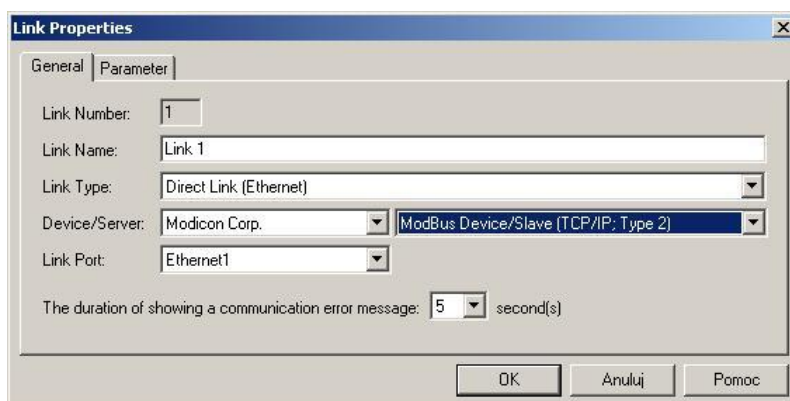 Link Properties
General Parameter
Link Number: 1
Link Name: Link 1
Link Type: Direct Link (Ethernet)
Device/Server: Modicon Corp. ModBus Device/Slave (TCP/IP; Type 2)
Link Port: Ethernet1
The duration of showing a communication error message: 5 second(s)
OK Anuluj Pomoc